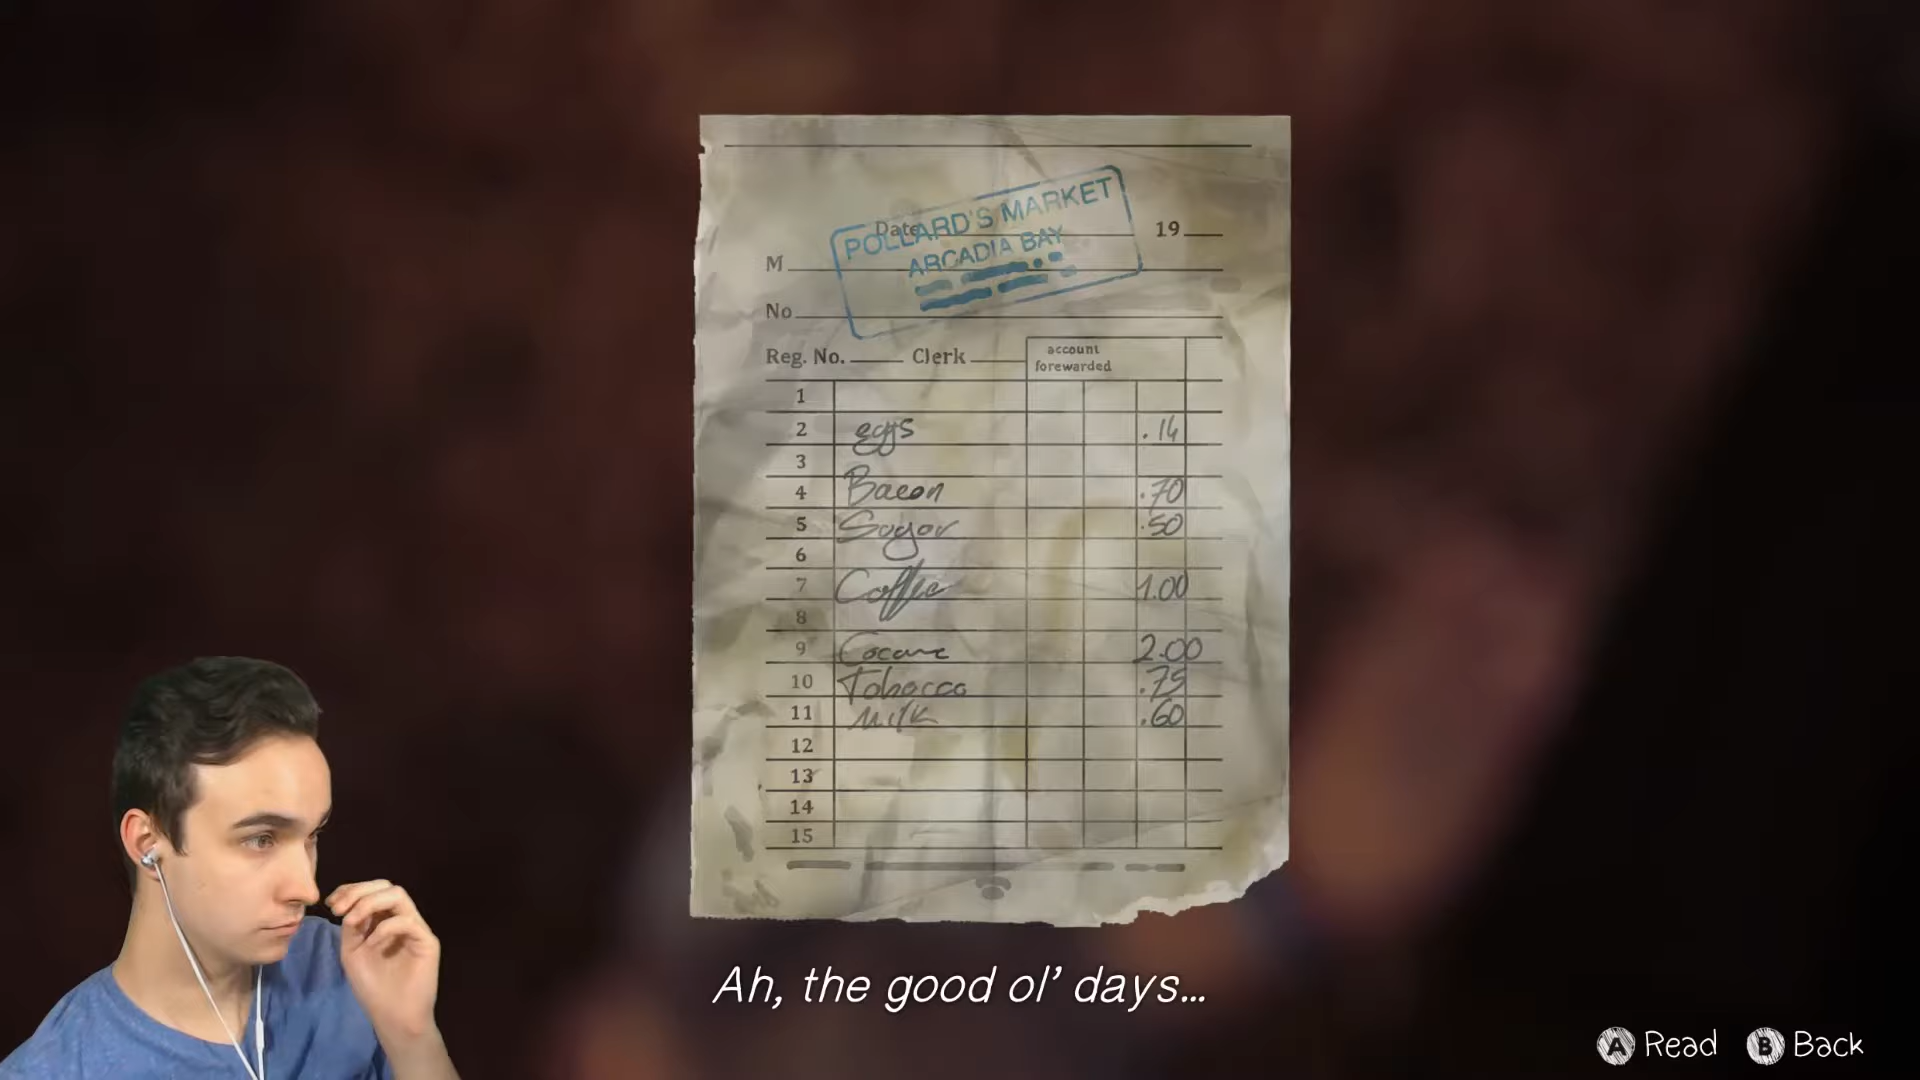 POLLARD'S MARKET
ARCADIA BAY
Date 19
M
No
Reg. No. Clerk
account
forewarded
1
2 eggs .14
3
4 Bacon .70
5 Sugar .50
6
7 Coffee 1.00
8
9 Cocane 2.00
10 Tobacco .75
11 Milk .60
12
13
14
15
Ah, the good ol' days...
A Read B Back